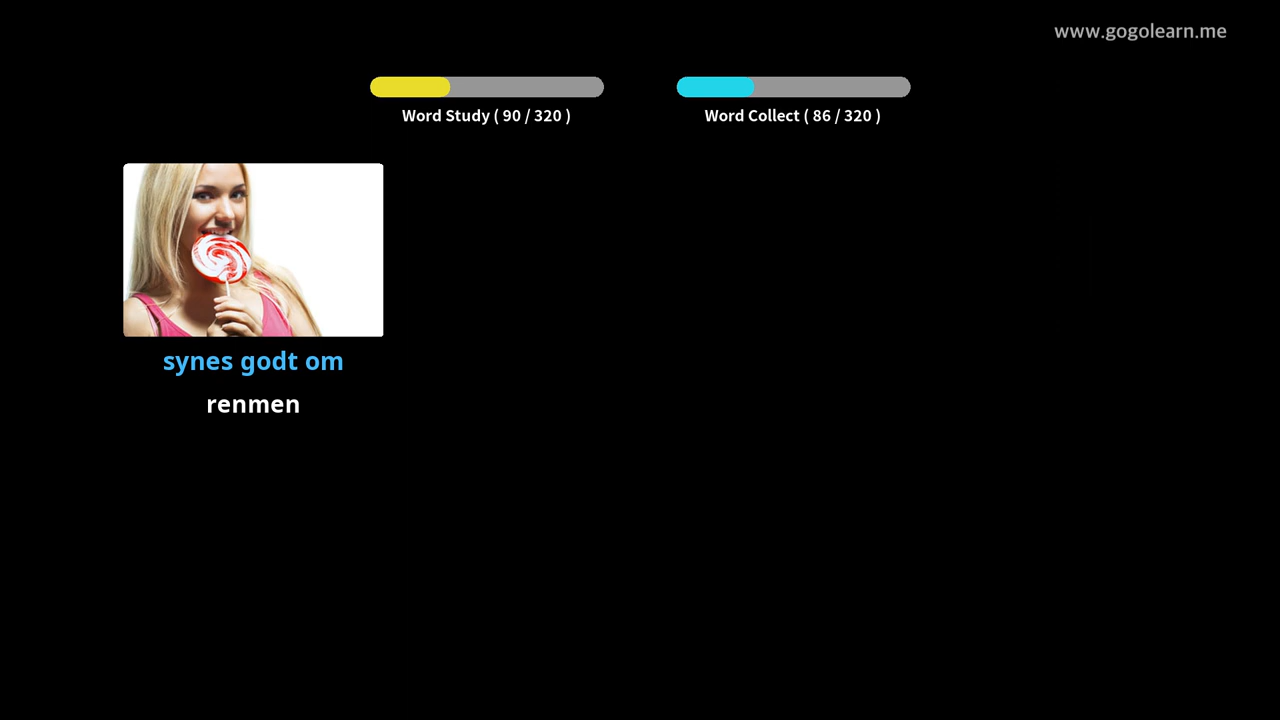 www.gogolearn.me
Word Study ( 90 / 320 )
Word Collect ( 86 / 320 )
synes godt om
renmen